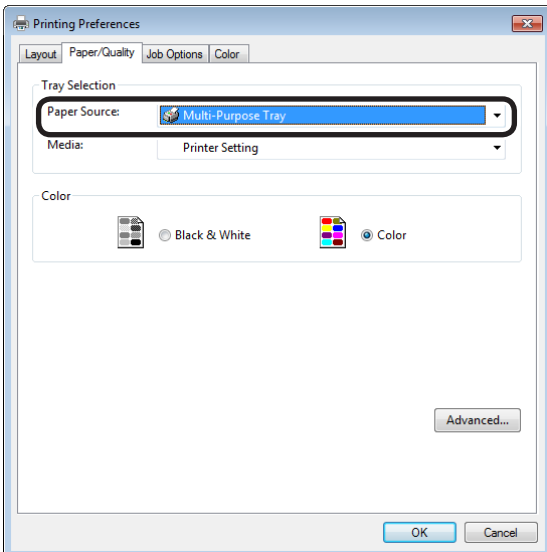 Printing Preferences
Layout Paper/Quality Job Options Color
Tray Selection
Paper Source: Multi-Purpose Tray
Media: Printer Setting
Color
Black & White Color
Advanced...
OK Cancel